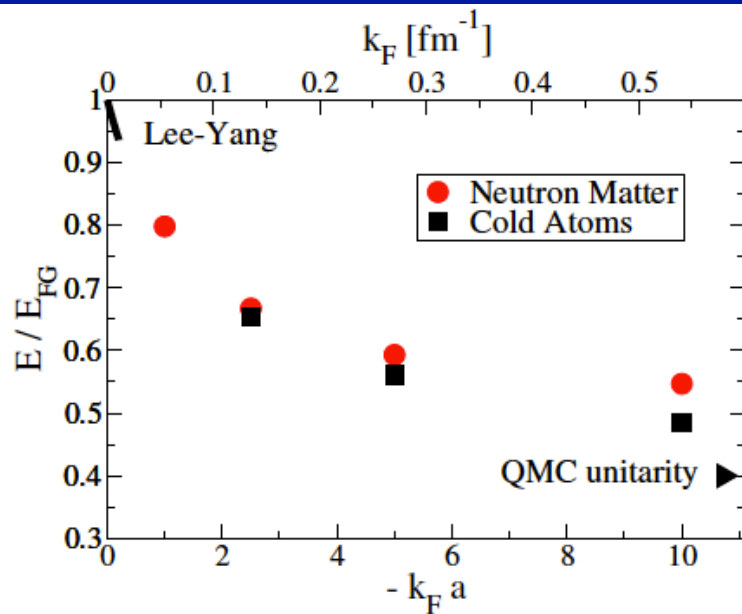 k_F [fm^-1]
0 0.1 0.2 0.3 0.4 0.5
1
Lee-Yang
0.9
Neutron Matter
Cold Atoms
0.8
0.7
E / E_FG
0.6
0.5
QMC unitarity
0.4
0.3
0 2 4 6 8 10
- k_F a